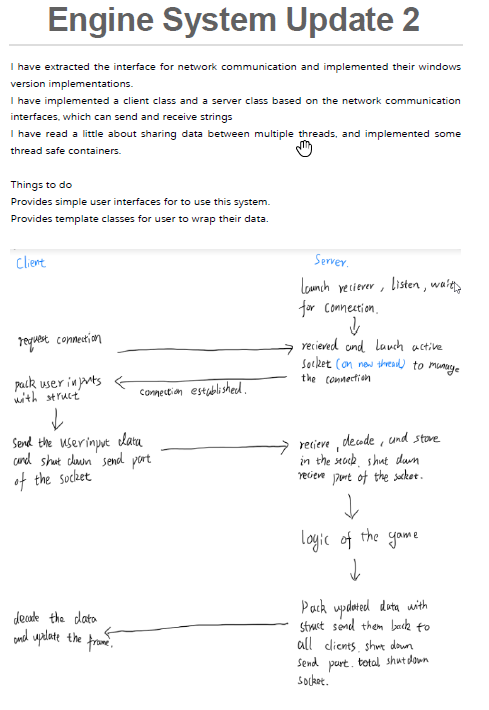 Engine System Update 2
I have extracted the interface for network communication and implemented their windows
version implementations.
I have implemented a client class and a server class based on the network communication
interfaces, which can send and receive strings
I have read a little about sharing data between multiple threads, and implemented some
thread safe containers.
Things to do
Provides simple user interfaces for to use this system.
Provides template classes for user to wrap their data.
Client
Server.
Launch reciever, listen, wait
for connection.
request connection
recieved and Lauch active
socket (on new thread) to manage
the connection
connection established.
pack user inputs
with struct
Send the userinput data
and shut down send port
of the socket
recieve, decode, and store
in the stack. shut down
recieve port of the socket.
logic of the game
Pack updated data with
struct send them back to
all clients. shut down
send port. total shutdown
socket.
decode the data
and update the frame.